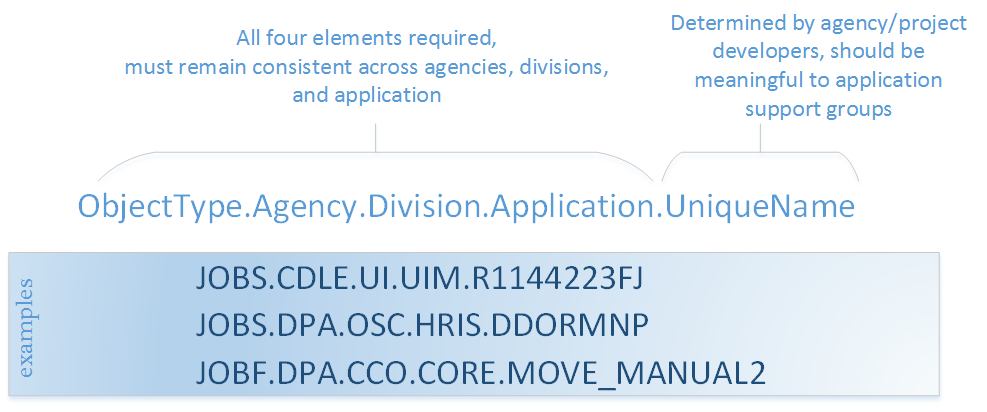 All four elements required,
must remain consistent across agencies, divisions,
and application
Determined by agency/project
developers, should be
meaningful to application
support groups
ObjectType.Agency.Division.Application.UniqueName
examples
JOBS.CDLE.UI.UIM.R1144223FJ
JOBS.DPA.OSC.HRIS.DDORMNP
JOBF.DPA.CCO.CORE.MOVE_MANUAL2